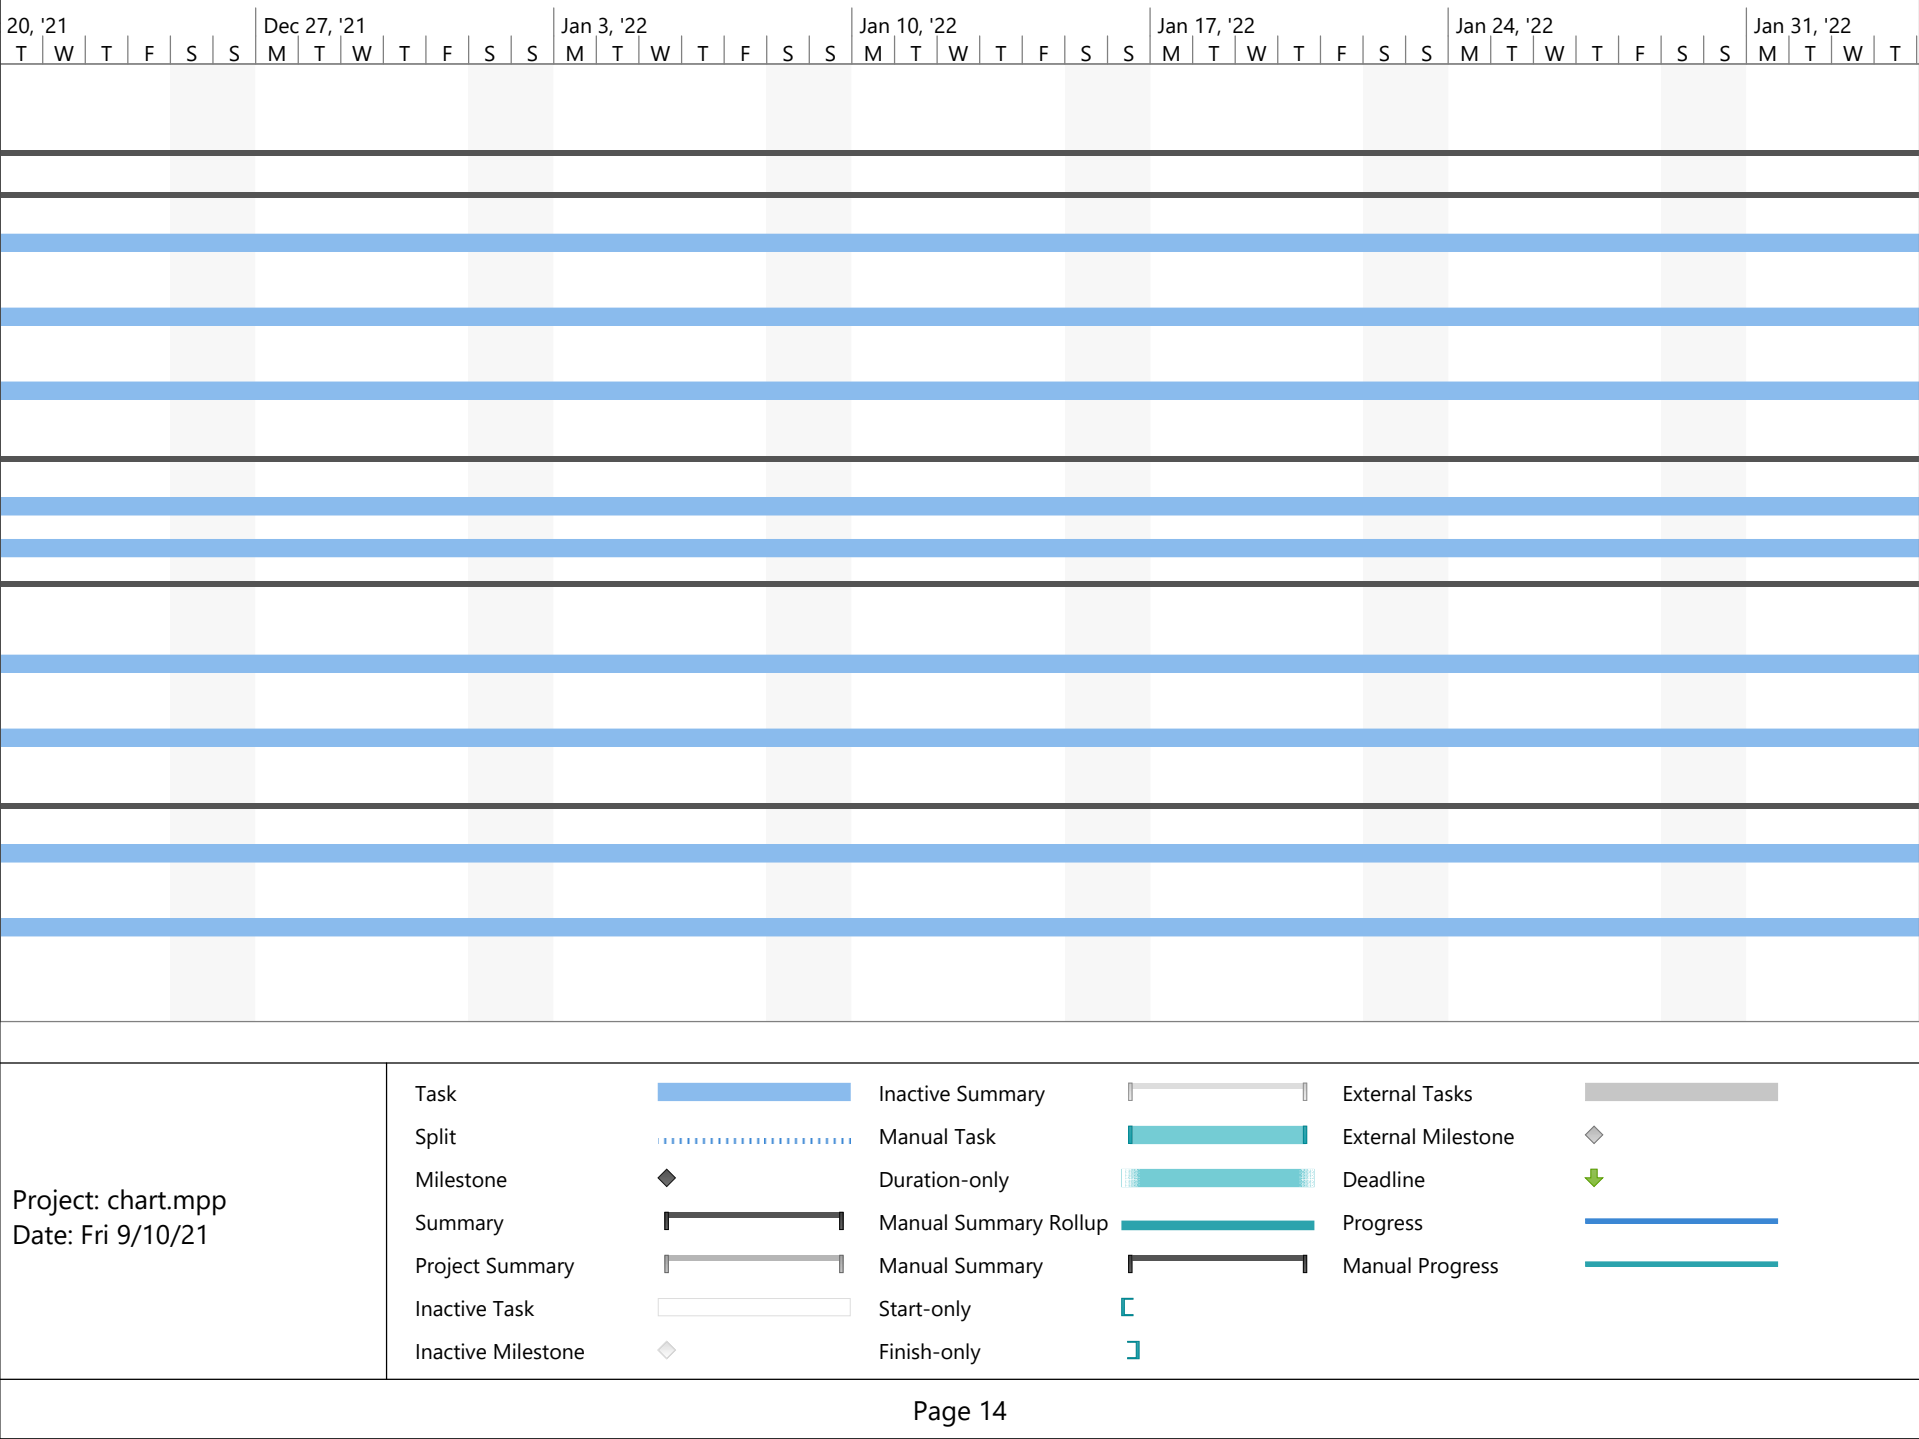 20, '21 Dec 27, '21 Jan 3, '22 Jan 10, '22 Jan 17, '22 Jan 24, '22 Jan 31, '22
T W T F S S M T W T F S S M T W T F S S M T W T F S S M T W T F S S M T W T F S S M T W T
Task Inactive Summary External Tasks
Split Manual Task External Milestone
Milestone Duration-only Deadline
Project: chart.mpp
Summary Manual Summary Rollup Progress
Date: Fri 9/10/21
Project Summary Manual Summary Manual Progress
Inactive Task Start-only
Inactive Milestone Finish-only
Page 14